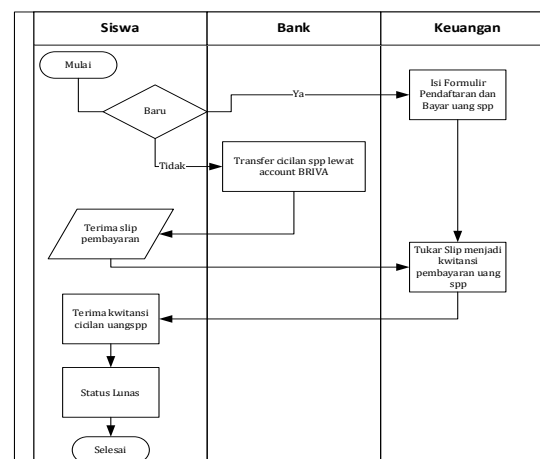 Siswa
Bank
Keuangan
Mulai
Baru
Ya
Isi Formulir
Pendaftaran dan
Bayar uang spp
Tidak
Transfer cicilan spp lewat
account BRIVA
Terima slip
pembayaran
Tukar Slip menjadi
kwitansi
pembayaran uang
spp
Terima kwitansi
cicilan uangspp
Status Lunas
Selesai